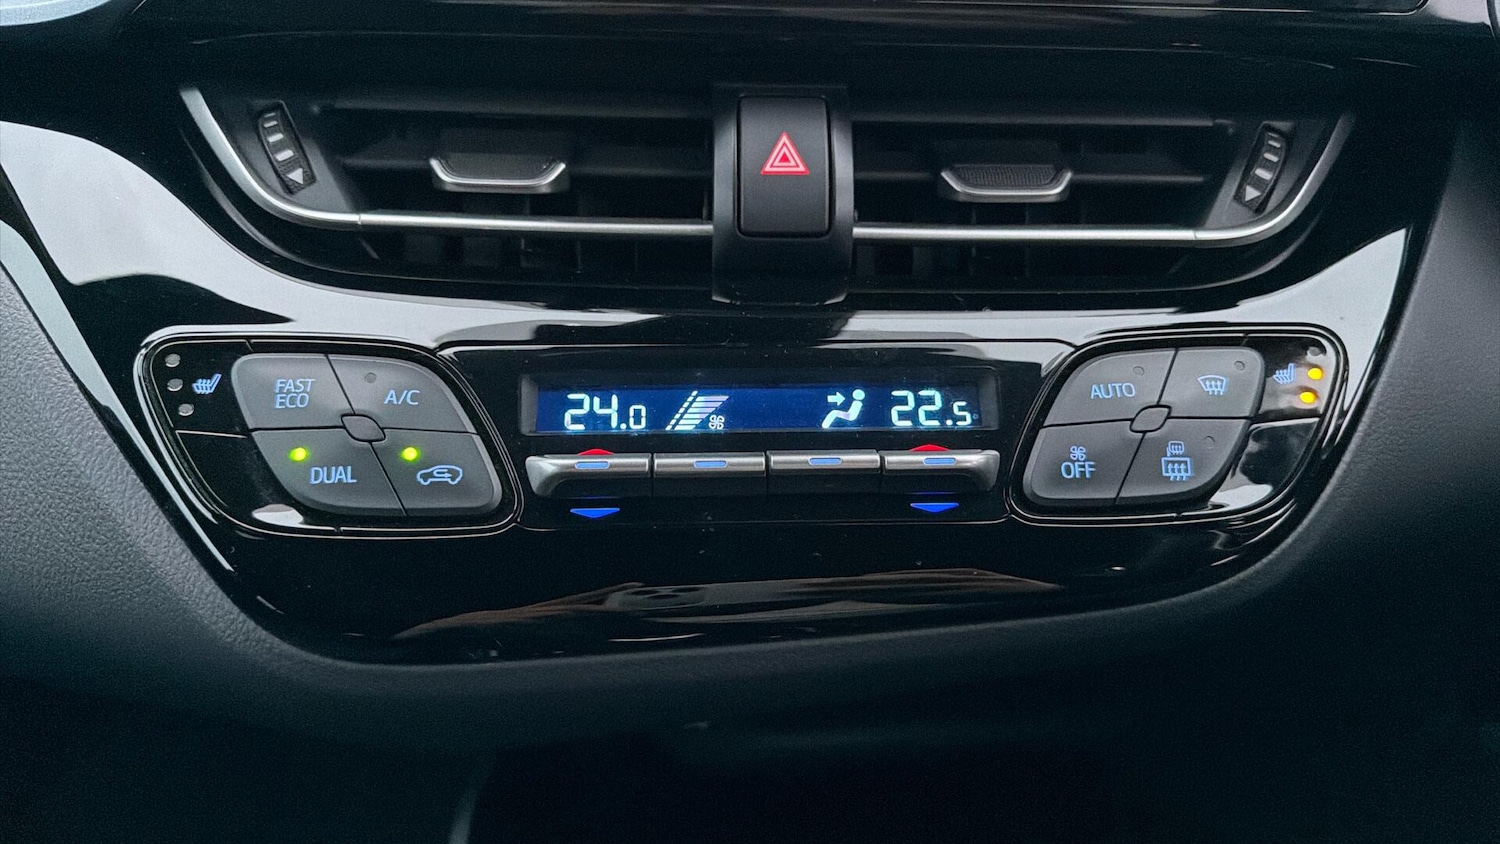 FAST
ECO
A/C
DUAL
24.0
22.5
AUTO
OFF